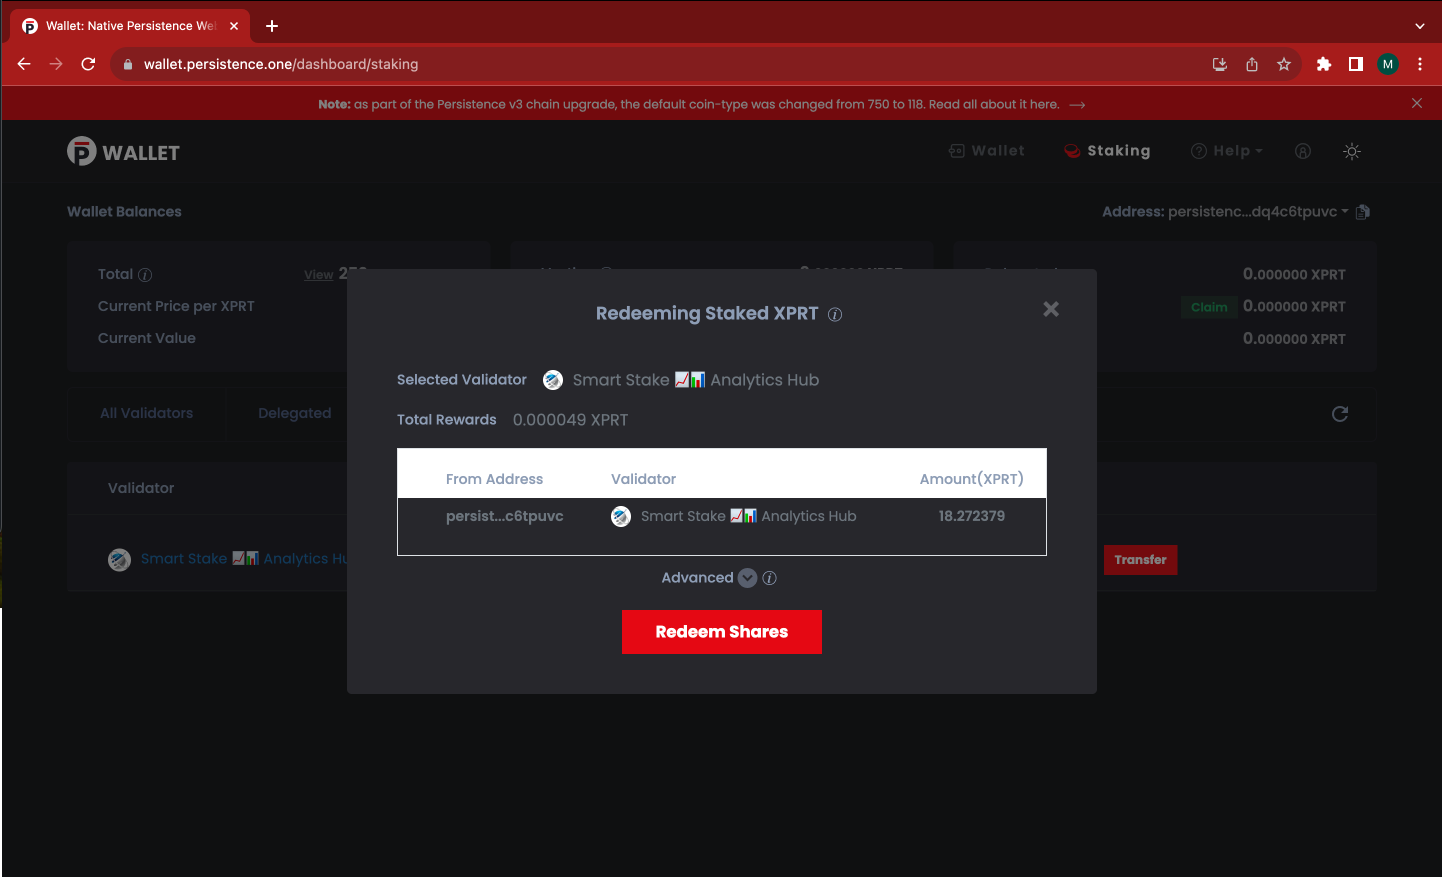 Wallet: Native Persistence We
wallet.persistence.one/dashboard/staking
M
Note: as part of the Persistence v3 chain upgrade, the default coin-type was changed from 750 to 118. Read all about it here.
WALLET
Wallet
Staking
Help
Wallet Balances
Address: persistenc...dq4c6tpuvc
Total
View
0.000000 XPRT
Current Price per XPRT
Claim 0.000000 XPRT
Current Value
0.000000 XPRT
All Validators
Delegated
Validator
Smart Stake 📈📊 Analytics
Transfer
Redeeming Staked XPRT
Selected Validator Smart Stake 📈📊 Analytics Hub
Total Rewards 0.000049 XPRT
From Address Validator Amount(XPRT)
persist...c6tpuvc Smart Stake 📈📊 Analytics Hub 18.272379
Advanced
Redeem Shares